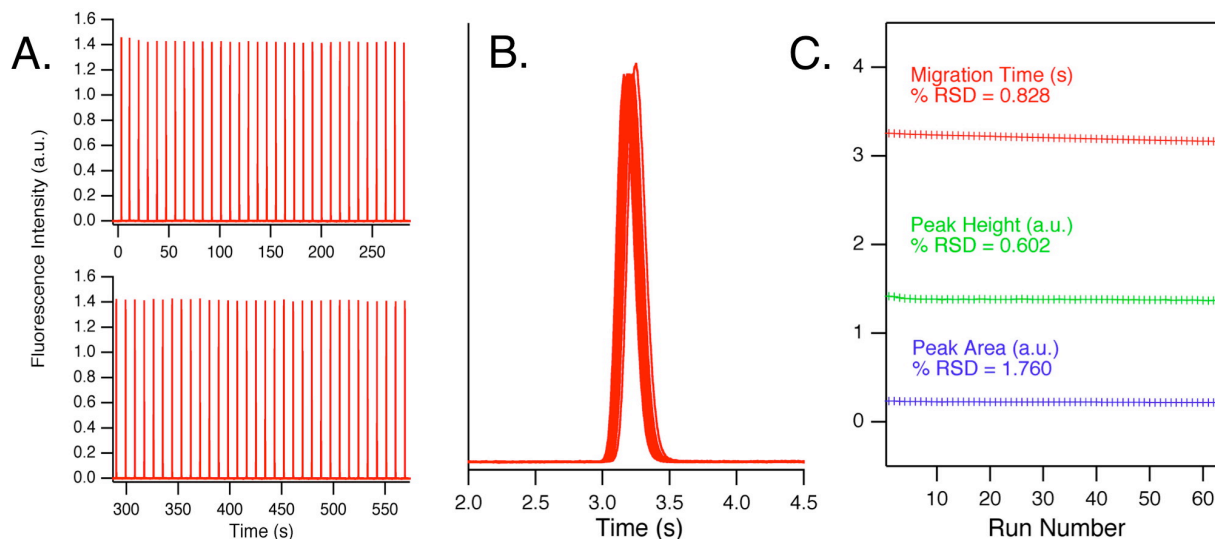 A.
Fluorescence Intensity (a.u.)
1.6
1.4
1.2
1.0
0.8
0.6
0.4
0.2
0.0
0 50 100 150 200 250
1.6
1.4
1.2
1.0
0.8
0.6
0.4
0.2
0.0
300 350 400 450 500 550
Time (s)
B.
2.0 2.5 3.0 3.5 4.0 4.5
Time (s)
C.
4
3
2
1
0
Migration Time (s)
% RSD = 0.828
Peak Height (a.u.)
% RSD = 0.602
Peak Area (a.u.)
% RSD = 1.760
10 20 30 40 50 60
Run Number